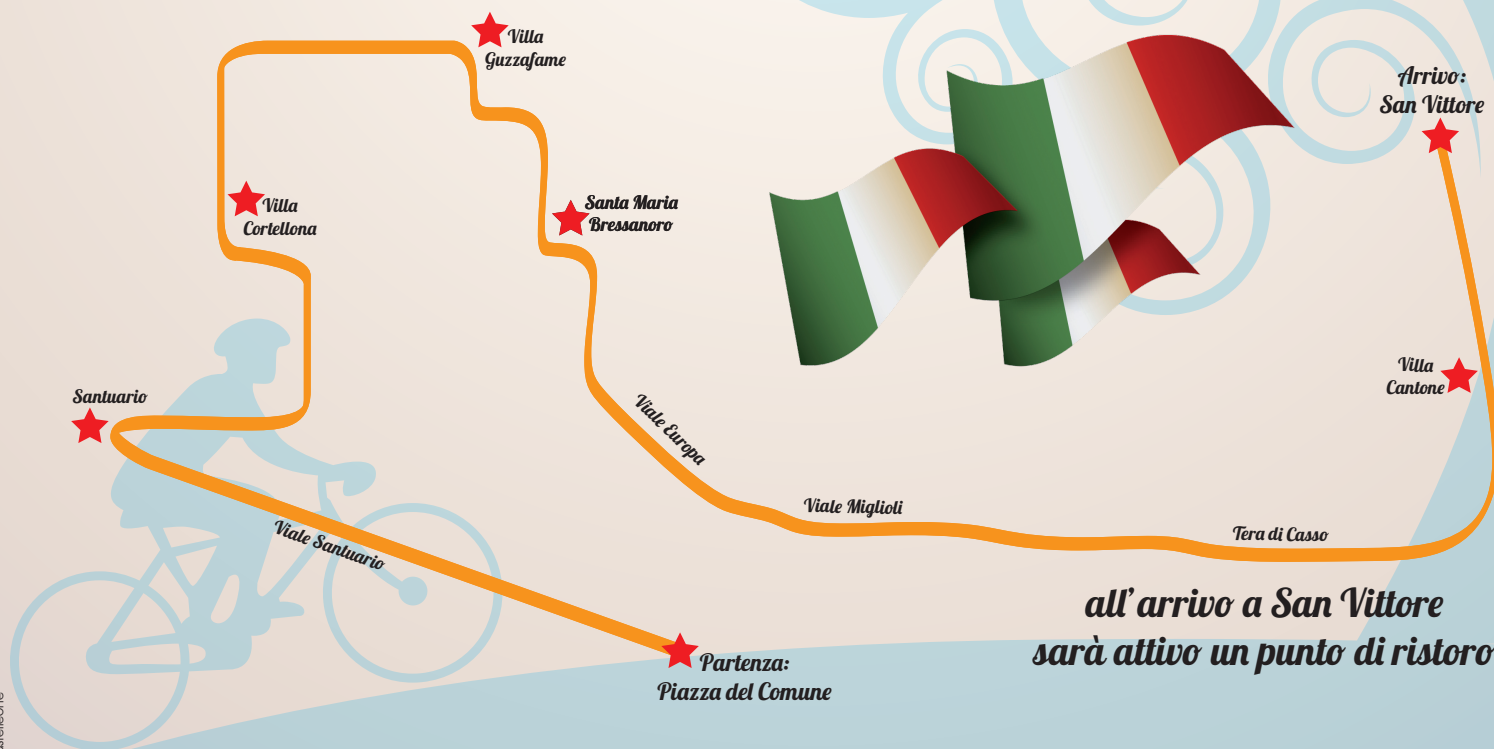 Villa
Guzzafame
Arrivo:
San Vittore
Villa
Cortellona
Santa Maria
Bressanoro
Villa
Cantone
Santuario
Viale Europa
Viale Miglioli
Tera di Casso
Viale Santuario
all'arrivo a San Vittore
sarà attivo un punto di ristoro
Partenza:
Piazza del Comune